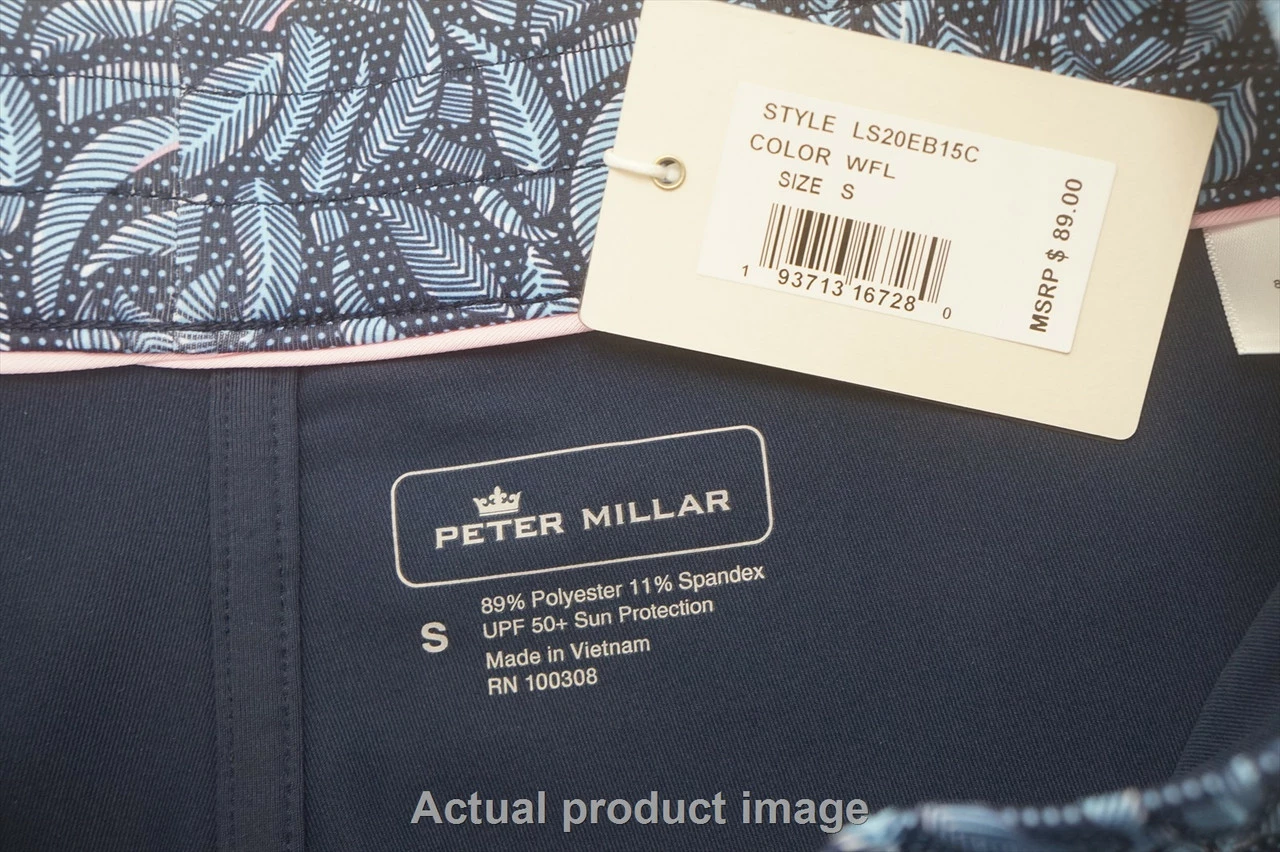 STYLE LS20EB15C
COLOR WFL
SIZE S
1 93713 16728 0
MSRP $ 89.00
PETER MILLAR
S
89% Polyester 11% Spandex
UPF 50+ Sun Protection
Made in Vietnam
RN 100308
Actual product image